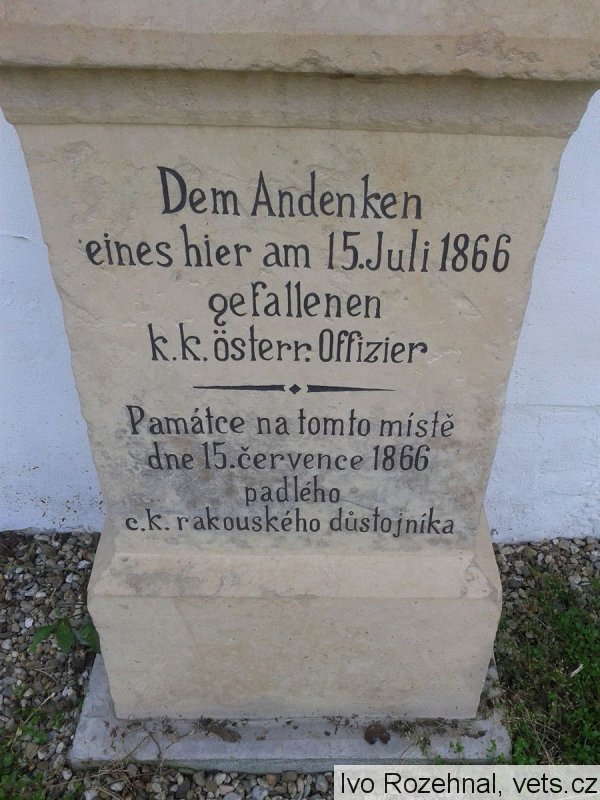 Dem Andenken
eines hier am 15. Juli 1866
gefallenen
k.k. österr. Offizier
Památce na tomto místě
dne 15. července 1866
padlého
c.k. rakouského důstojníka
Ivo Rozehnal, vets.cz